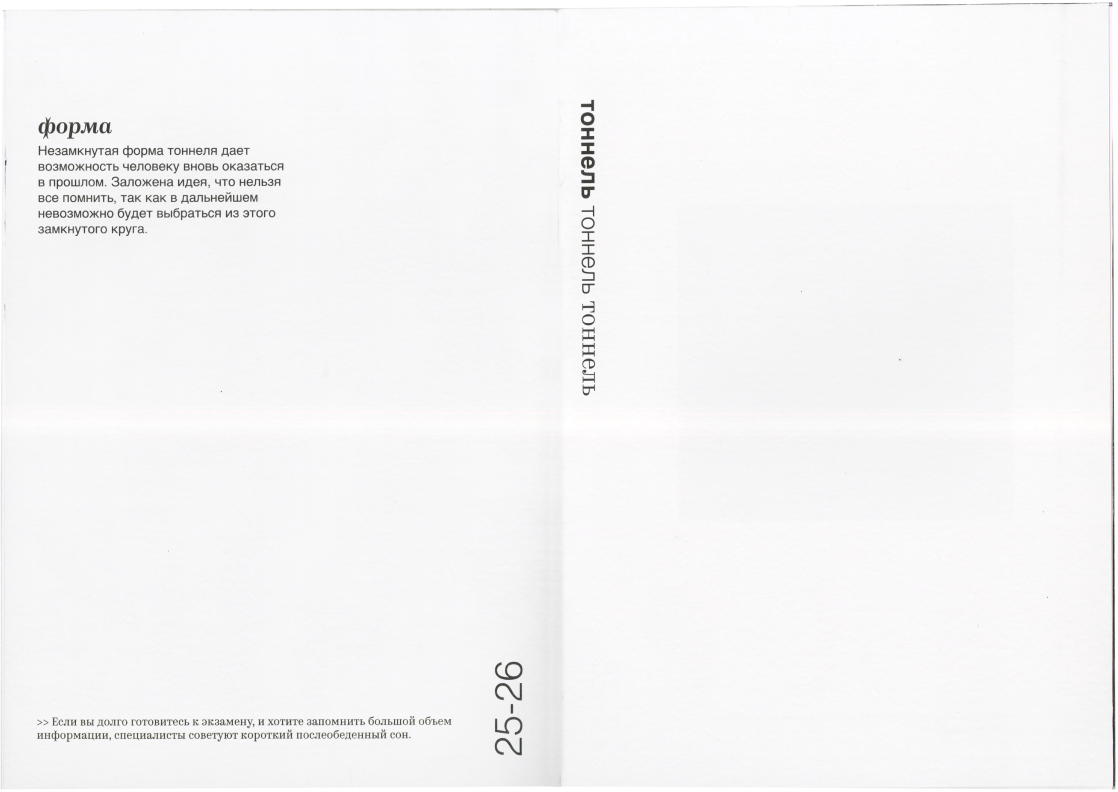 форма
Незамкнутая форма тоннеля дает
возможность человеку вновь оказаться
в прошлом. Заложена идея, что нельзя
все помнить, так как в дальнейшем
невозможно будет выбраться из этого
замкнутого круга.
>> Если вы долго готовитесь к экзамену, и хотите запомнить большой объем
информации, специалисты советуют короткий послеобеденный сон.
25-26
тоннель тоннель тоннель